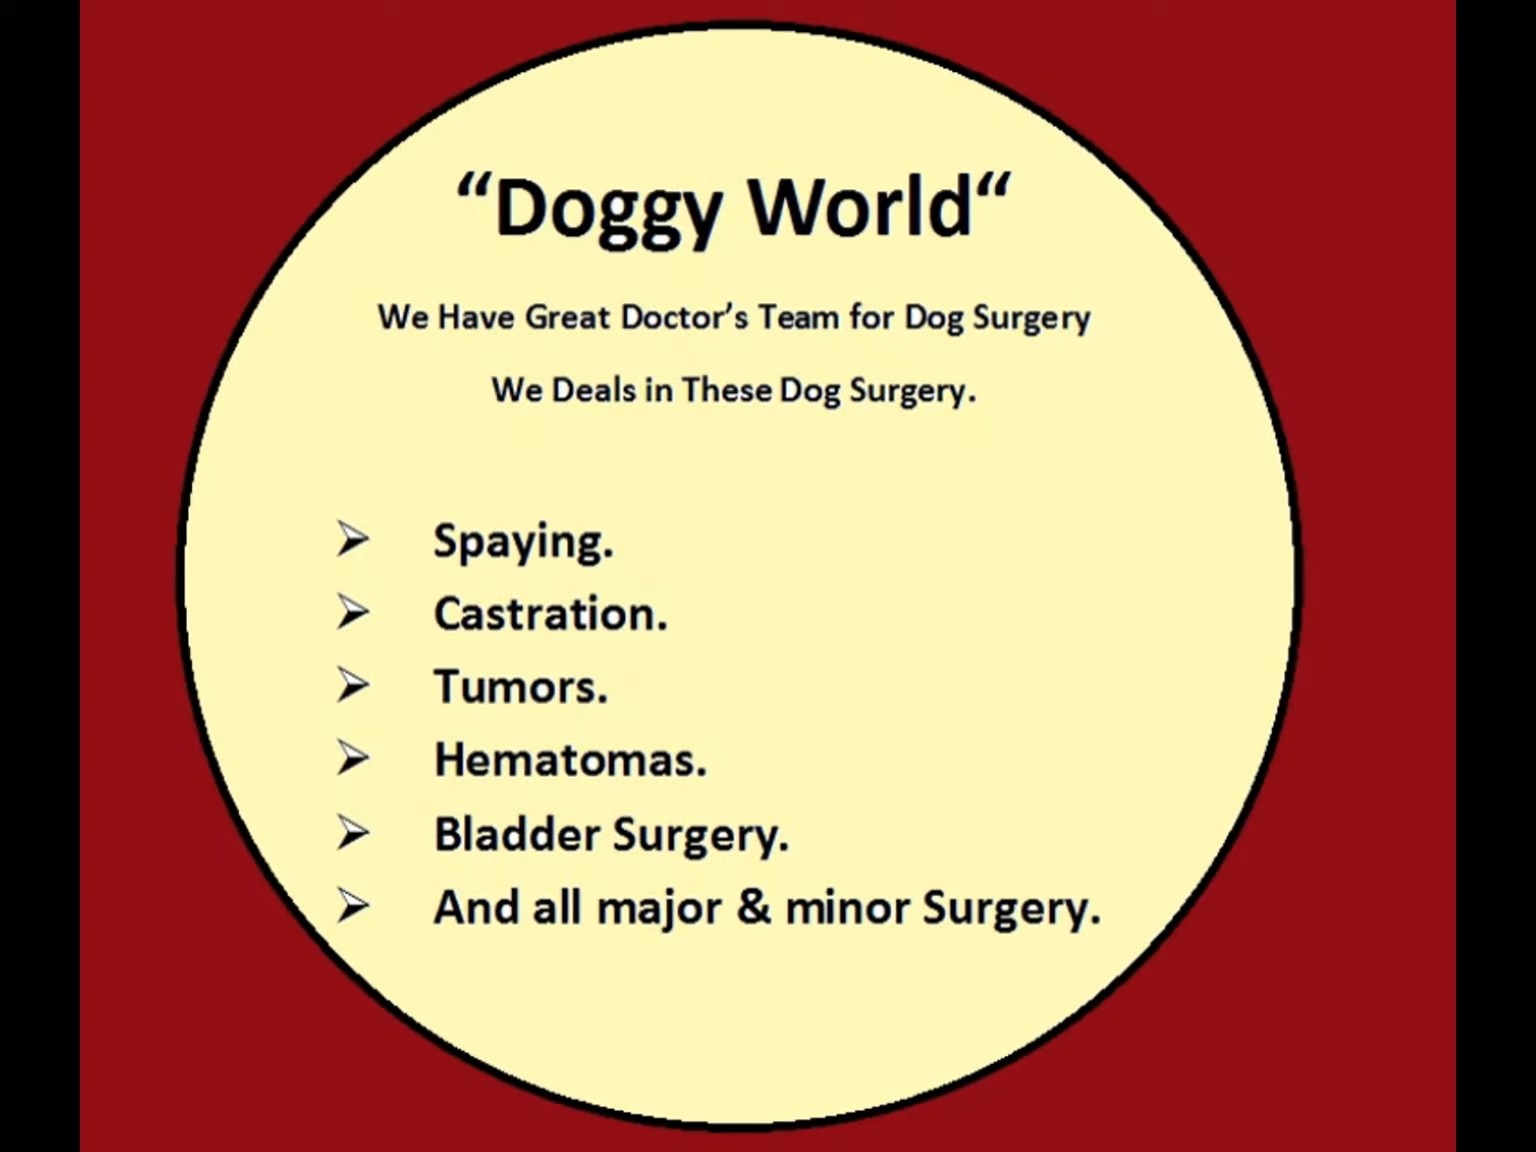 “Doggy World“
We Have Great Doctor’s Team for Dog Surgery
We Deals in These Dog Surgery.
➢ Spaying.
➢ Castration.
➢ Tumors.
➢ Hematomas.
➢ Bladder Surgery.
➢ And all major & minor Surgery.